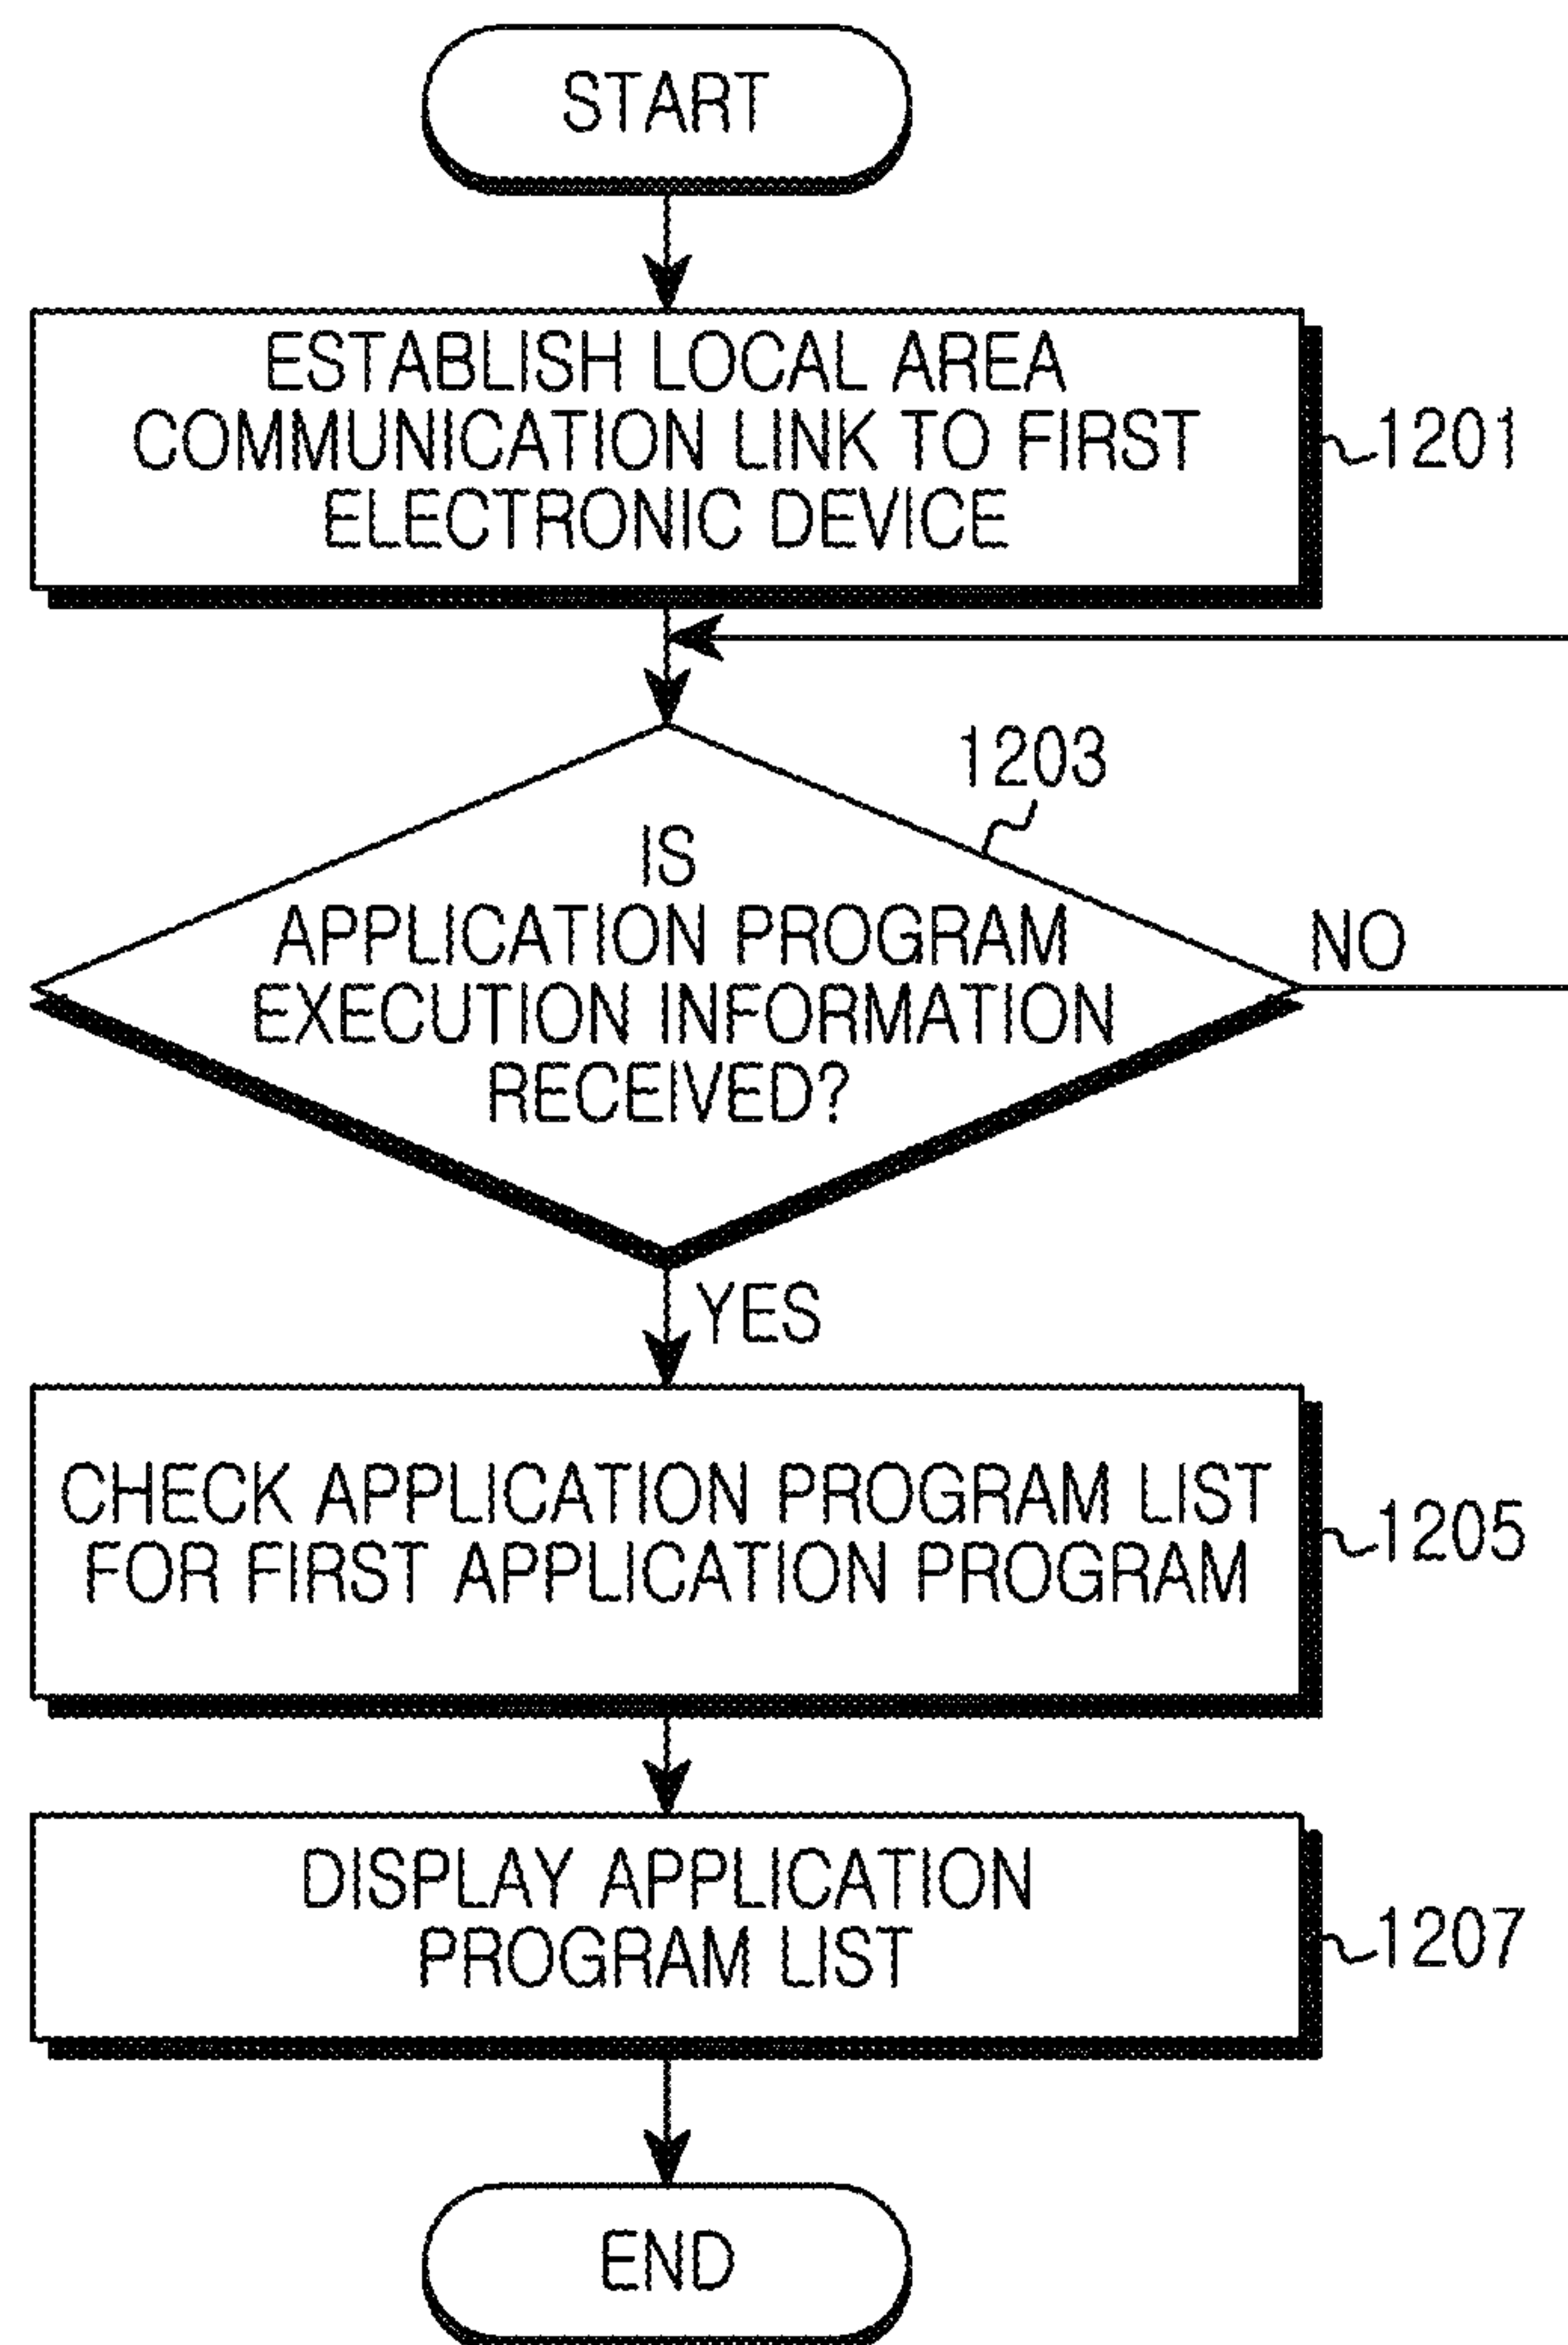 START
ESTABLISH LOCAL AREA
COMMUNICATION LINK TO FIRST
ELECTRONIC DEVICE
1201
1203
IS
APPLICATION PROGRAM
EXECUTION INFORMATION
RECEIVED?
NO
YES
CHECK APPLICATION PROGRAM LIST
FOR FIRST APPLICATION PROGRAM
1205
DISPLAY APPLICATION
PROGRAM LIST
1207
END